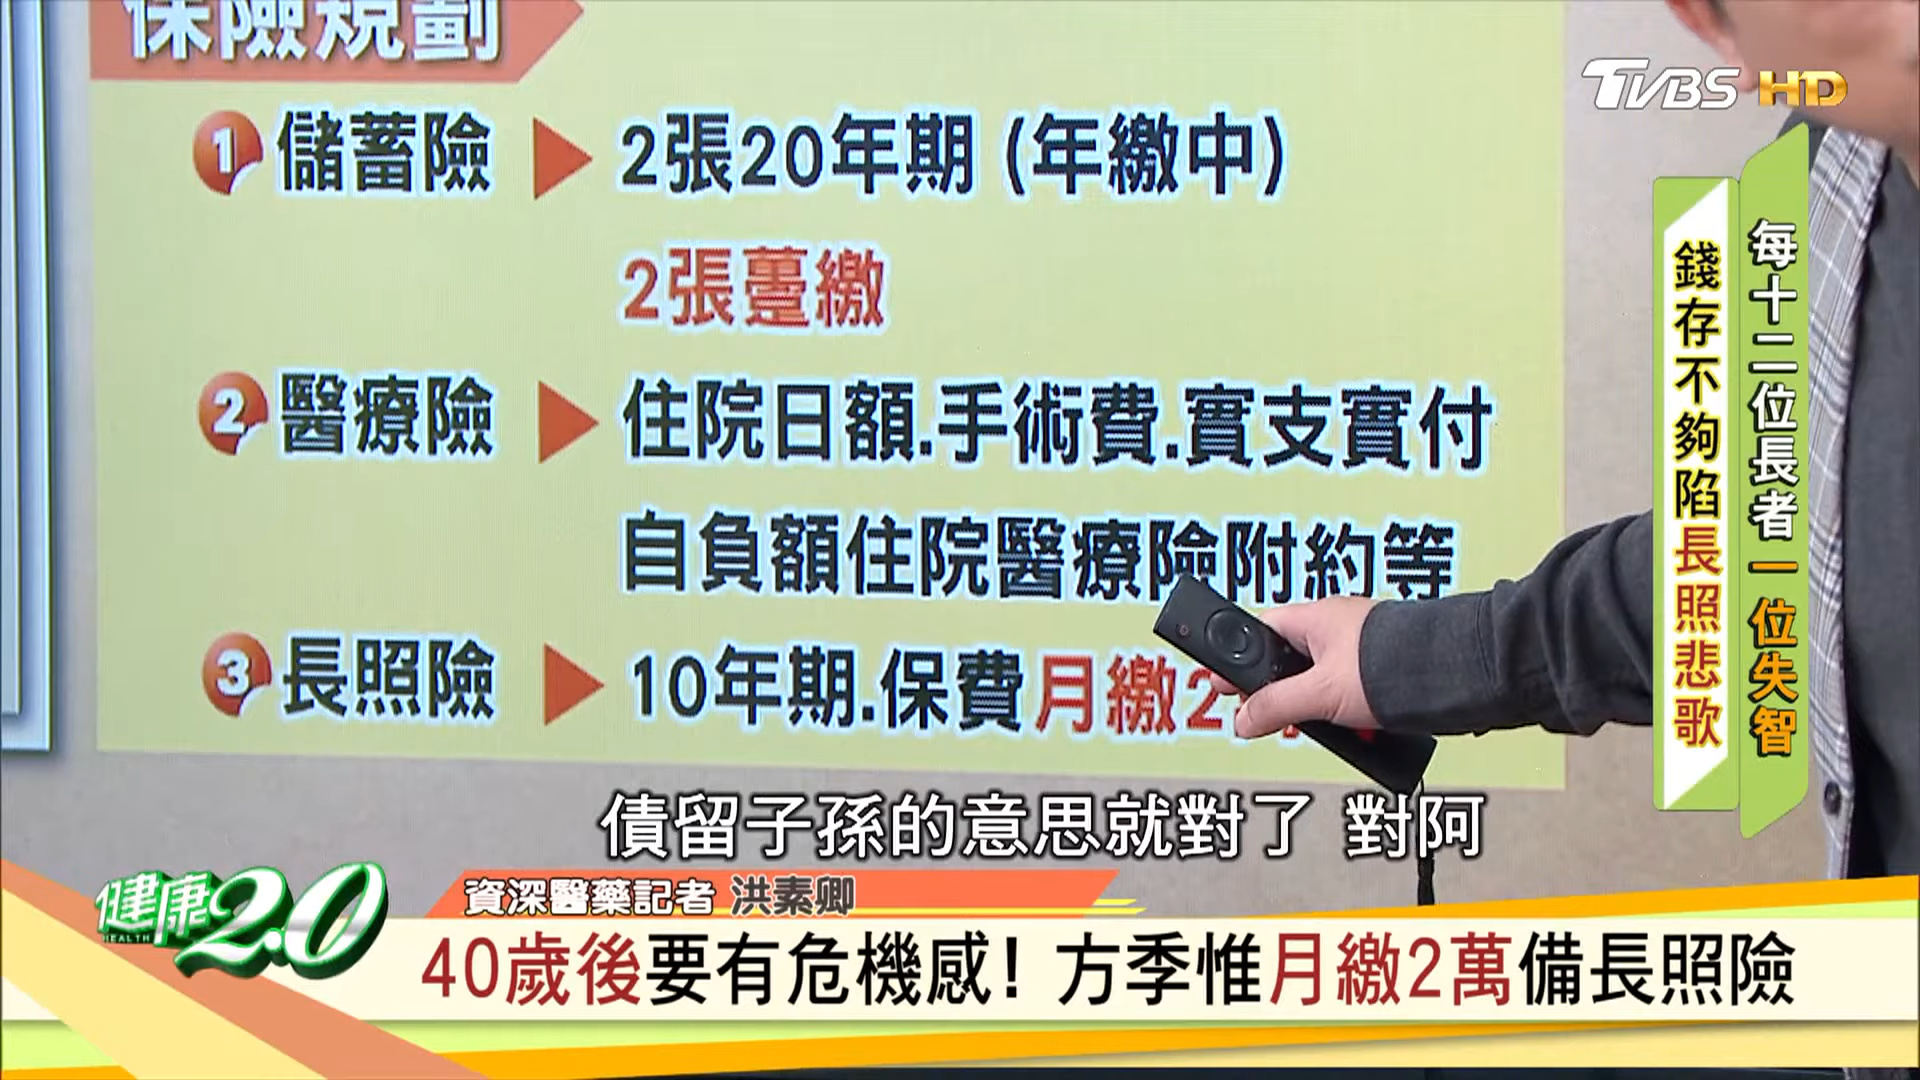 保險規劃
1 儲蓄險 2張20年期 (年繳中)
2張躉繳
2 醫療險 住院日額.手術費.實支實付
自負額住院醫療險附約等
3 長照險 10年期.保費月繳2
TVBS HD
每十二位長者一位失智
錢存不夠陷長照悲歌
債留子孫的意思就對了 對阿
健康2.0
HEALTH
資深醫藥記者 洪素卿
40歲後要有危機感! 方季惟月繳2萬備長照險